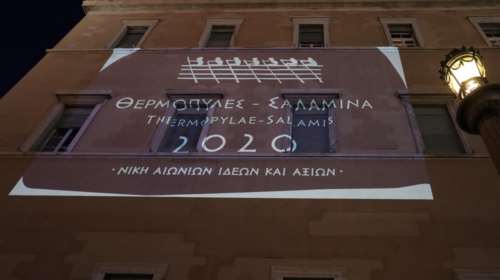 ΘΕΡΜΟΠΥΛΕΣ - ΣΑΛΑΜΙΝΑ
THERMOPYLAE-SALAMIS
2020
· ΝΙΚΗ ΑΙΩΝΙΩΝ ΙΔΕΩΝ ΚΑΙ ΑΞΙΩΝ ·